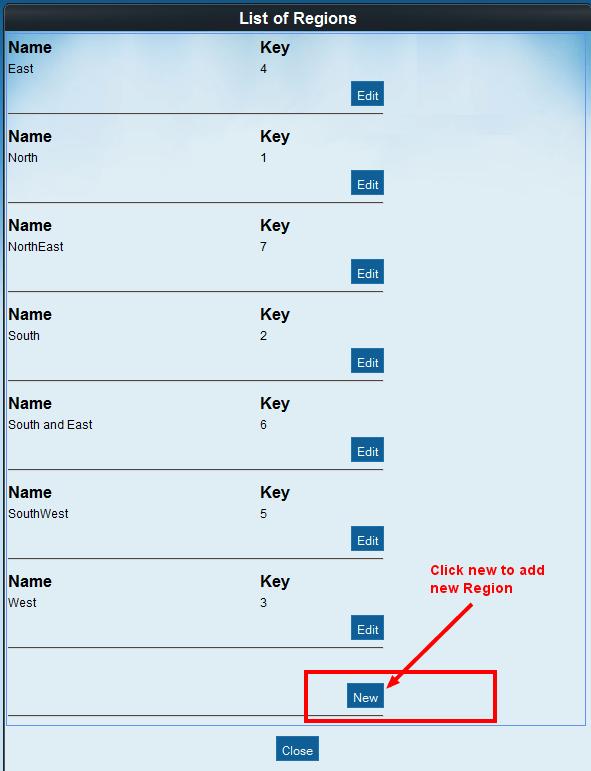 List of Regions
Name Key
East 4
Edit
Name Key
North 1
Edit
Name Key
NorthEast 7
Edit
Name Key
South 2
Edit
Name Key
South and East 6
Edit
Name Key
SouthWest 5
Edit
Name Key
West 3
Edit
Click new to add
new Region
New
Close